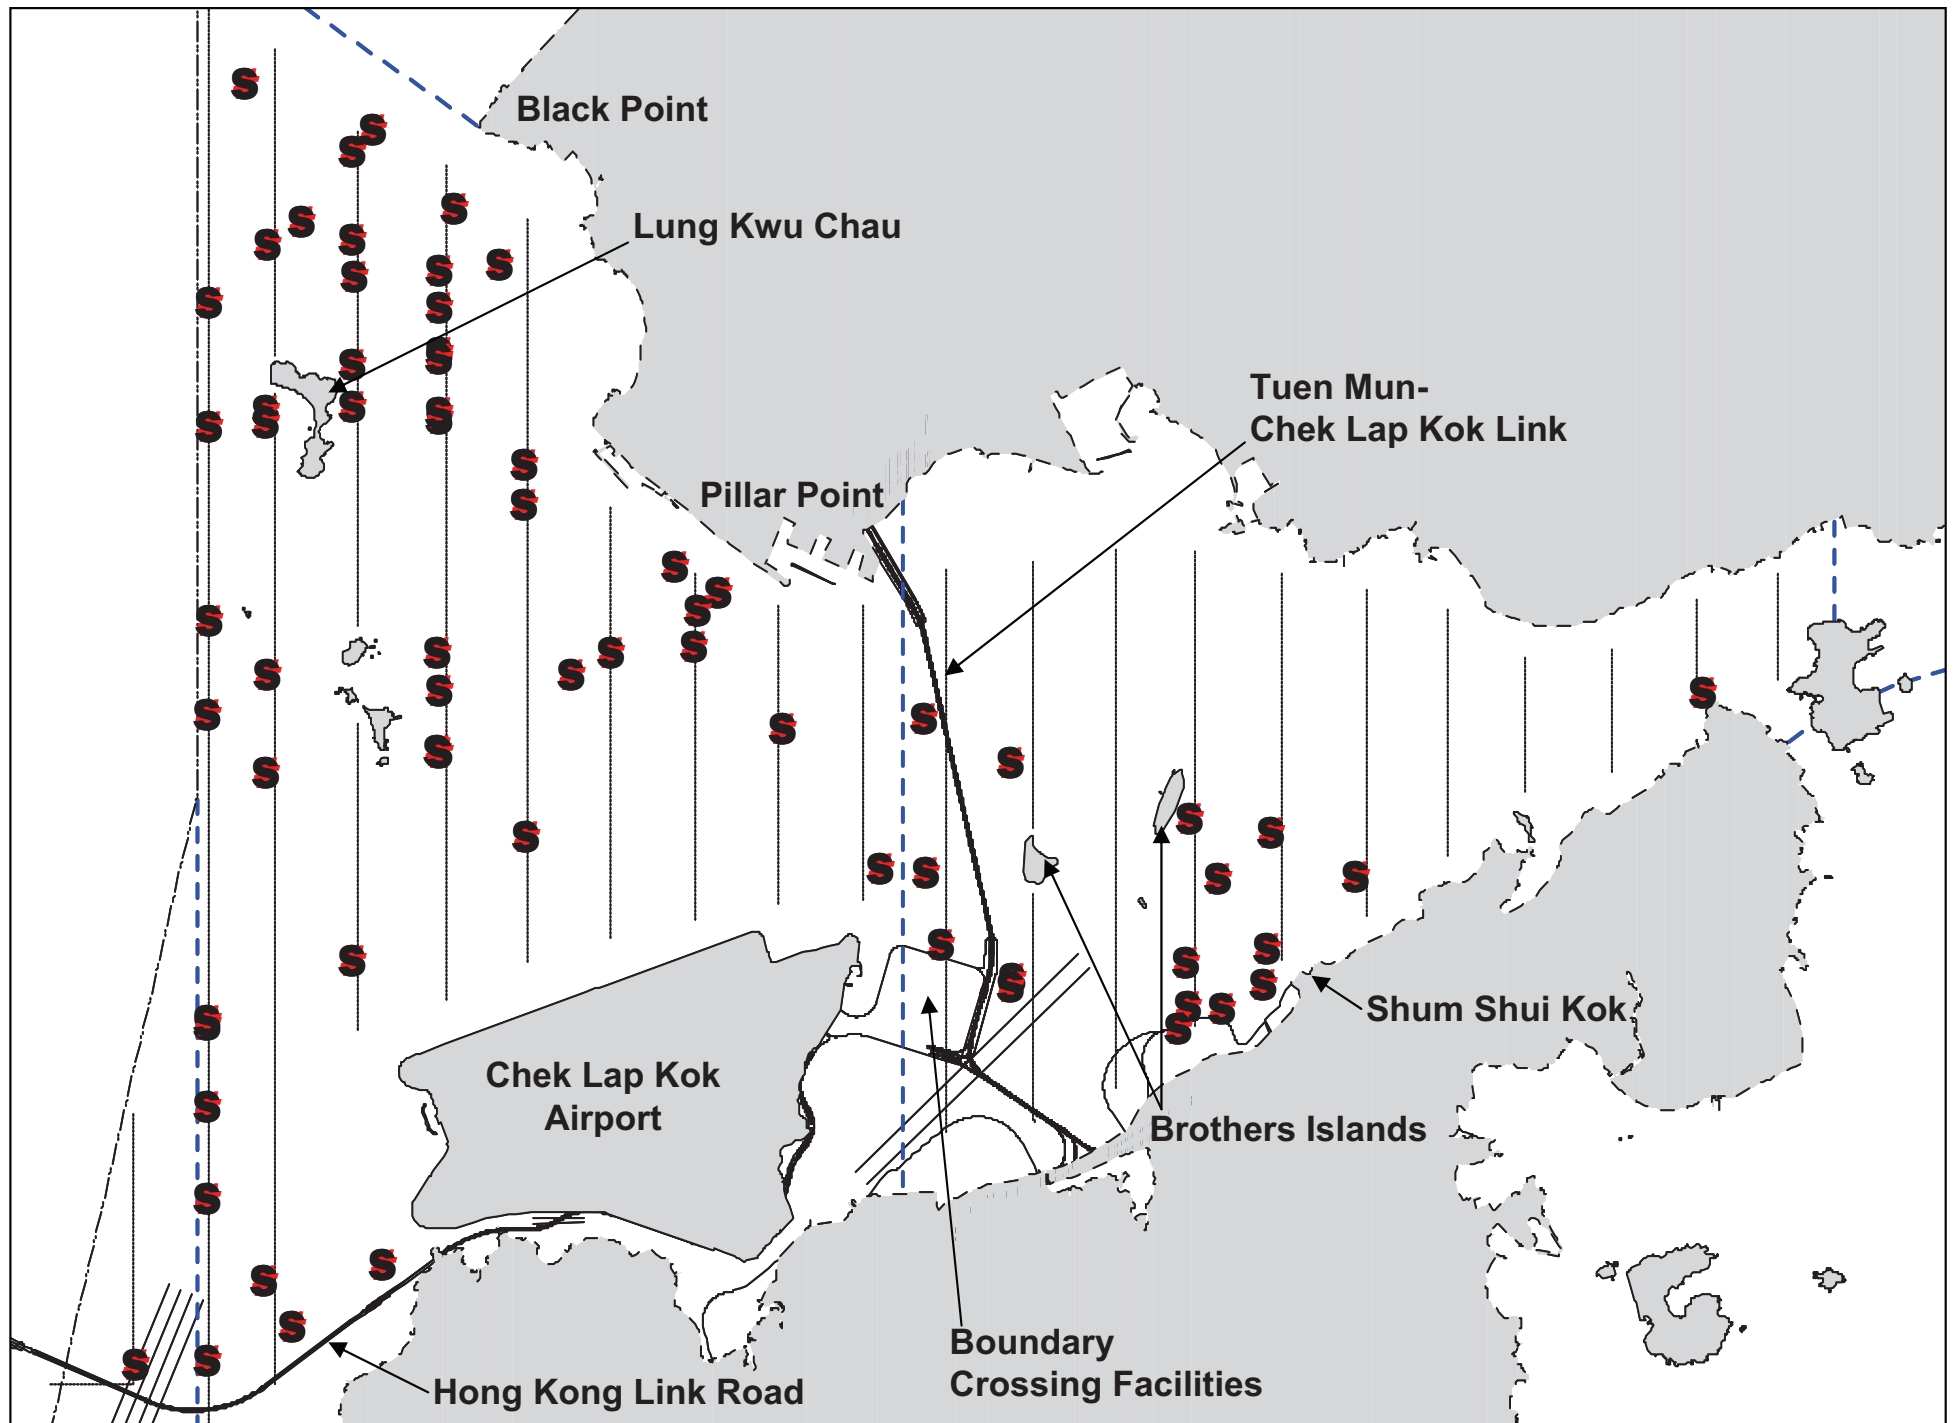 Black Point
Lung Kwu Chau
Tuen Mun-
Chek Lap Kok Link
Pillar Point
Shum Shui Kok
Chek Lap Kok
Airport
Brothers Islands
Boundary
Crossing Facilities
Hong Kong Link Road